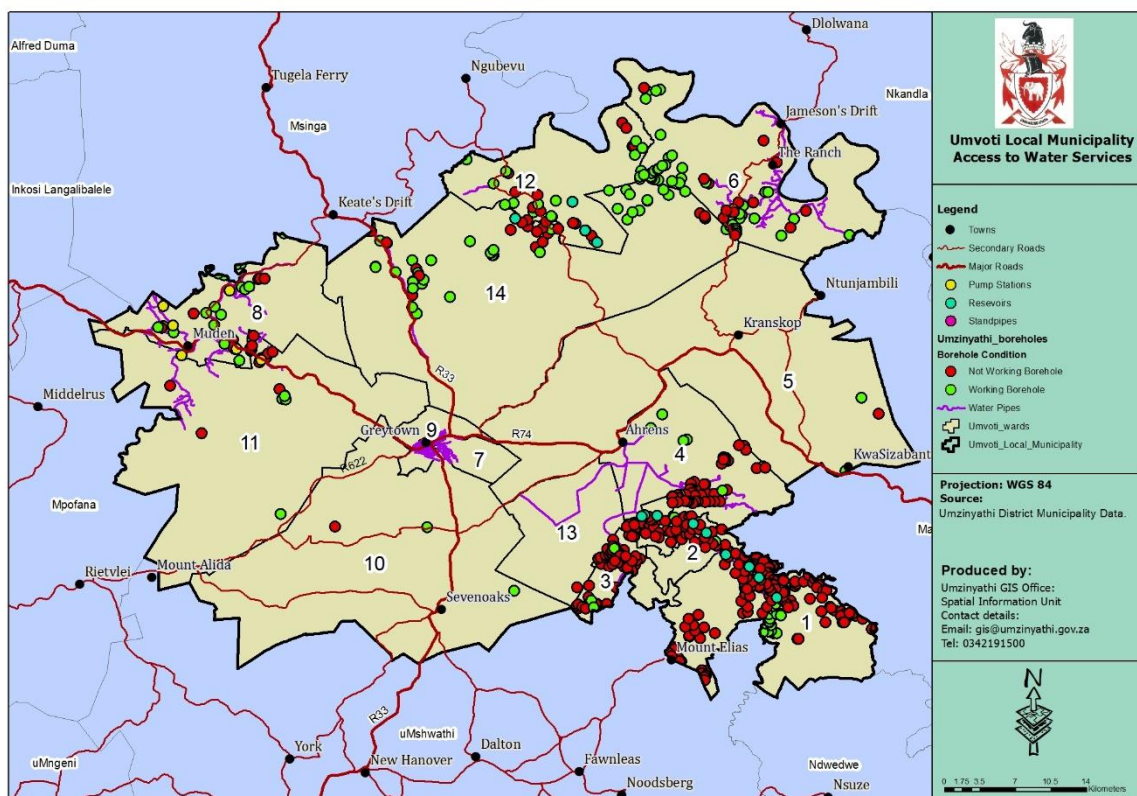 Alfred Duma
Dlolwana
Ngubevu
Tugela Ferry
Nkandla
Msinga
Jameson's Drift
The Ranch
12
6
Inkosi Langalibalele
Keate's Drift
14
Ntunjambili
8
Muden
Kranskop
5
Middelrus
R33
9
Greytown
R74
Ahrens
11
7
4
R622
KwaSizabant
Mpofana
Ma
13
2
10
3
Rietvlei
Mount Alida
Sevenoaks
1
Mount Elias
R33
uMshwathi
York
Dalton
uMngeni
New Hanover
Fawnleas
Ndwedwe
Noodsberg
Nsuze
Umvoti Local Municipality
Access to Water Services
Legend
Towns
Secondary Roads
Major Roads
Pump Stations
Resevoirs
Standpipes
Umzinyathi_boreholes
Borehole Condition
Not Working Borehole
Working Borehole
Water Pipes
Umvoti_wards
Umvoti_Local_Municipality
Projection: WGS 84
Source:
Umzinyathi District Municipality Data.
Produced by:
Umzinyathi GIS Office:
Spatial Information Unit
Contact details:
Email: gis@umzinyathi.gov.za
Tel: 0342191500
N
0 1.75 3.5 7 10.5 14
Kilometers